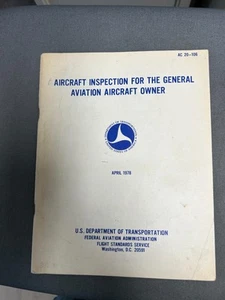 AC 20-106
AIRCRAFT INSPECTION FOR THE GENERAL
AVIATION AIRCRAFT OWNER
APRIL 1978
U.S. DEPARTMENT OF TRANSPORTATION
FEDERAL AVIATION ADMINISTRATION
FLIGHT STANDARDS SERVICE
Washington, D.C. 20591